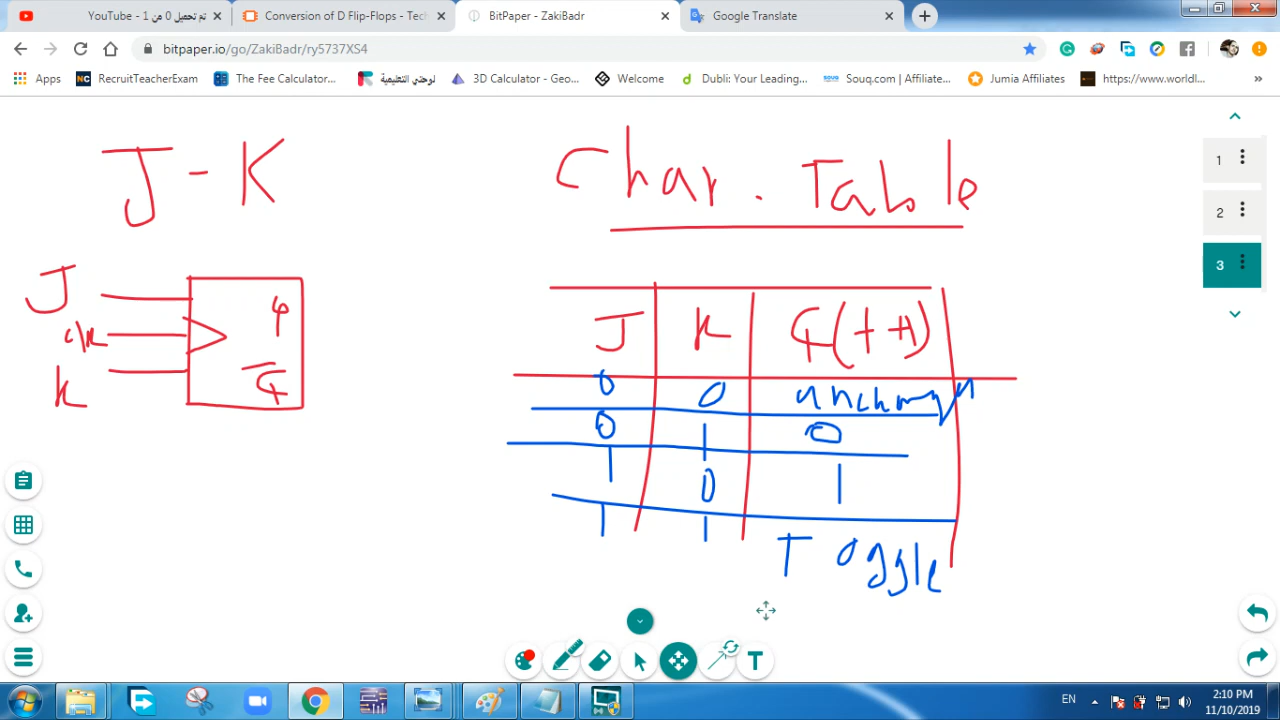 تم تحميل 0 من 1 - YouTube
Conversion of D Flip-Flops - Tech
BitPaper - ZakiBadr
Google Translate
bitpaper.io/go/ZakiBadr/ry5737XS4
Apps
RecruitTeacherExam
The Fee Calculator...
لوحتي التعليمية
3D Calculator - Geo...
Welcome
Dubli: Your Leading...
Souq.com | Affiliate...
Jumia Affiliates
https://www.worldl...
J - K
Char. Table
1
2
3
J
clk
K
Q
Q̅
J K Q(t+1)
0 0 unchange
0 1 0
1 0 1
1 1 Toggle
T
EN
2:10 PM
11/10/2019